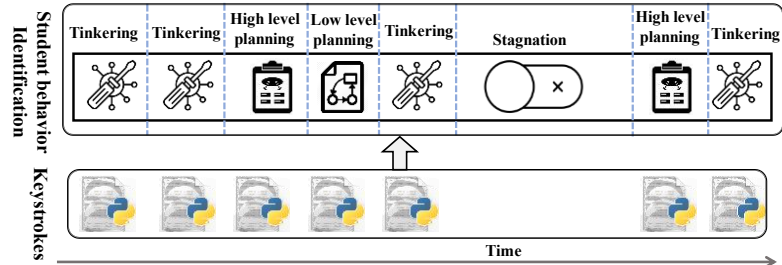 Student behavior
Identification
Tinkering
Tinkering
High level
planning
Low level
planning
Tinkering
Stagnation
High level
planning
Tinkering
Keystrokes
Time